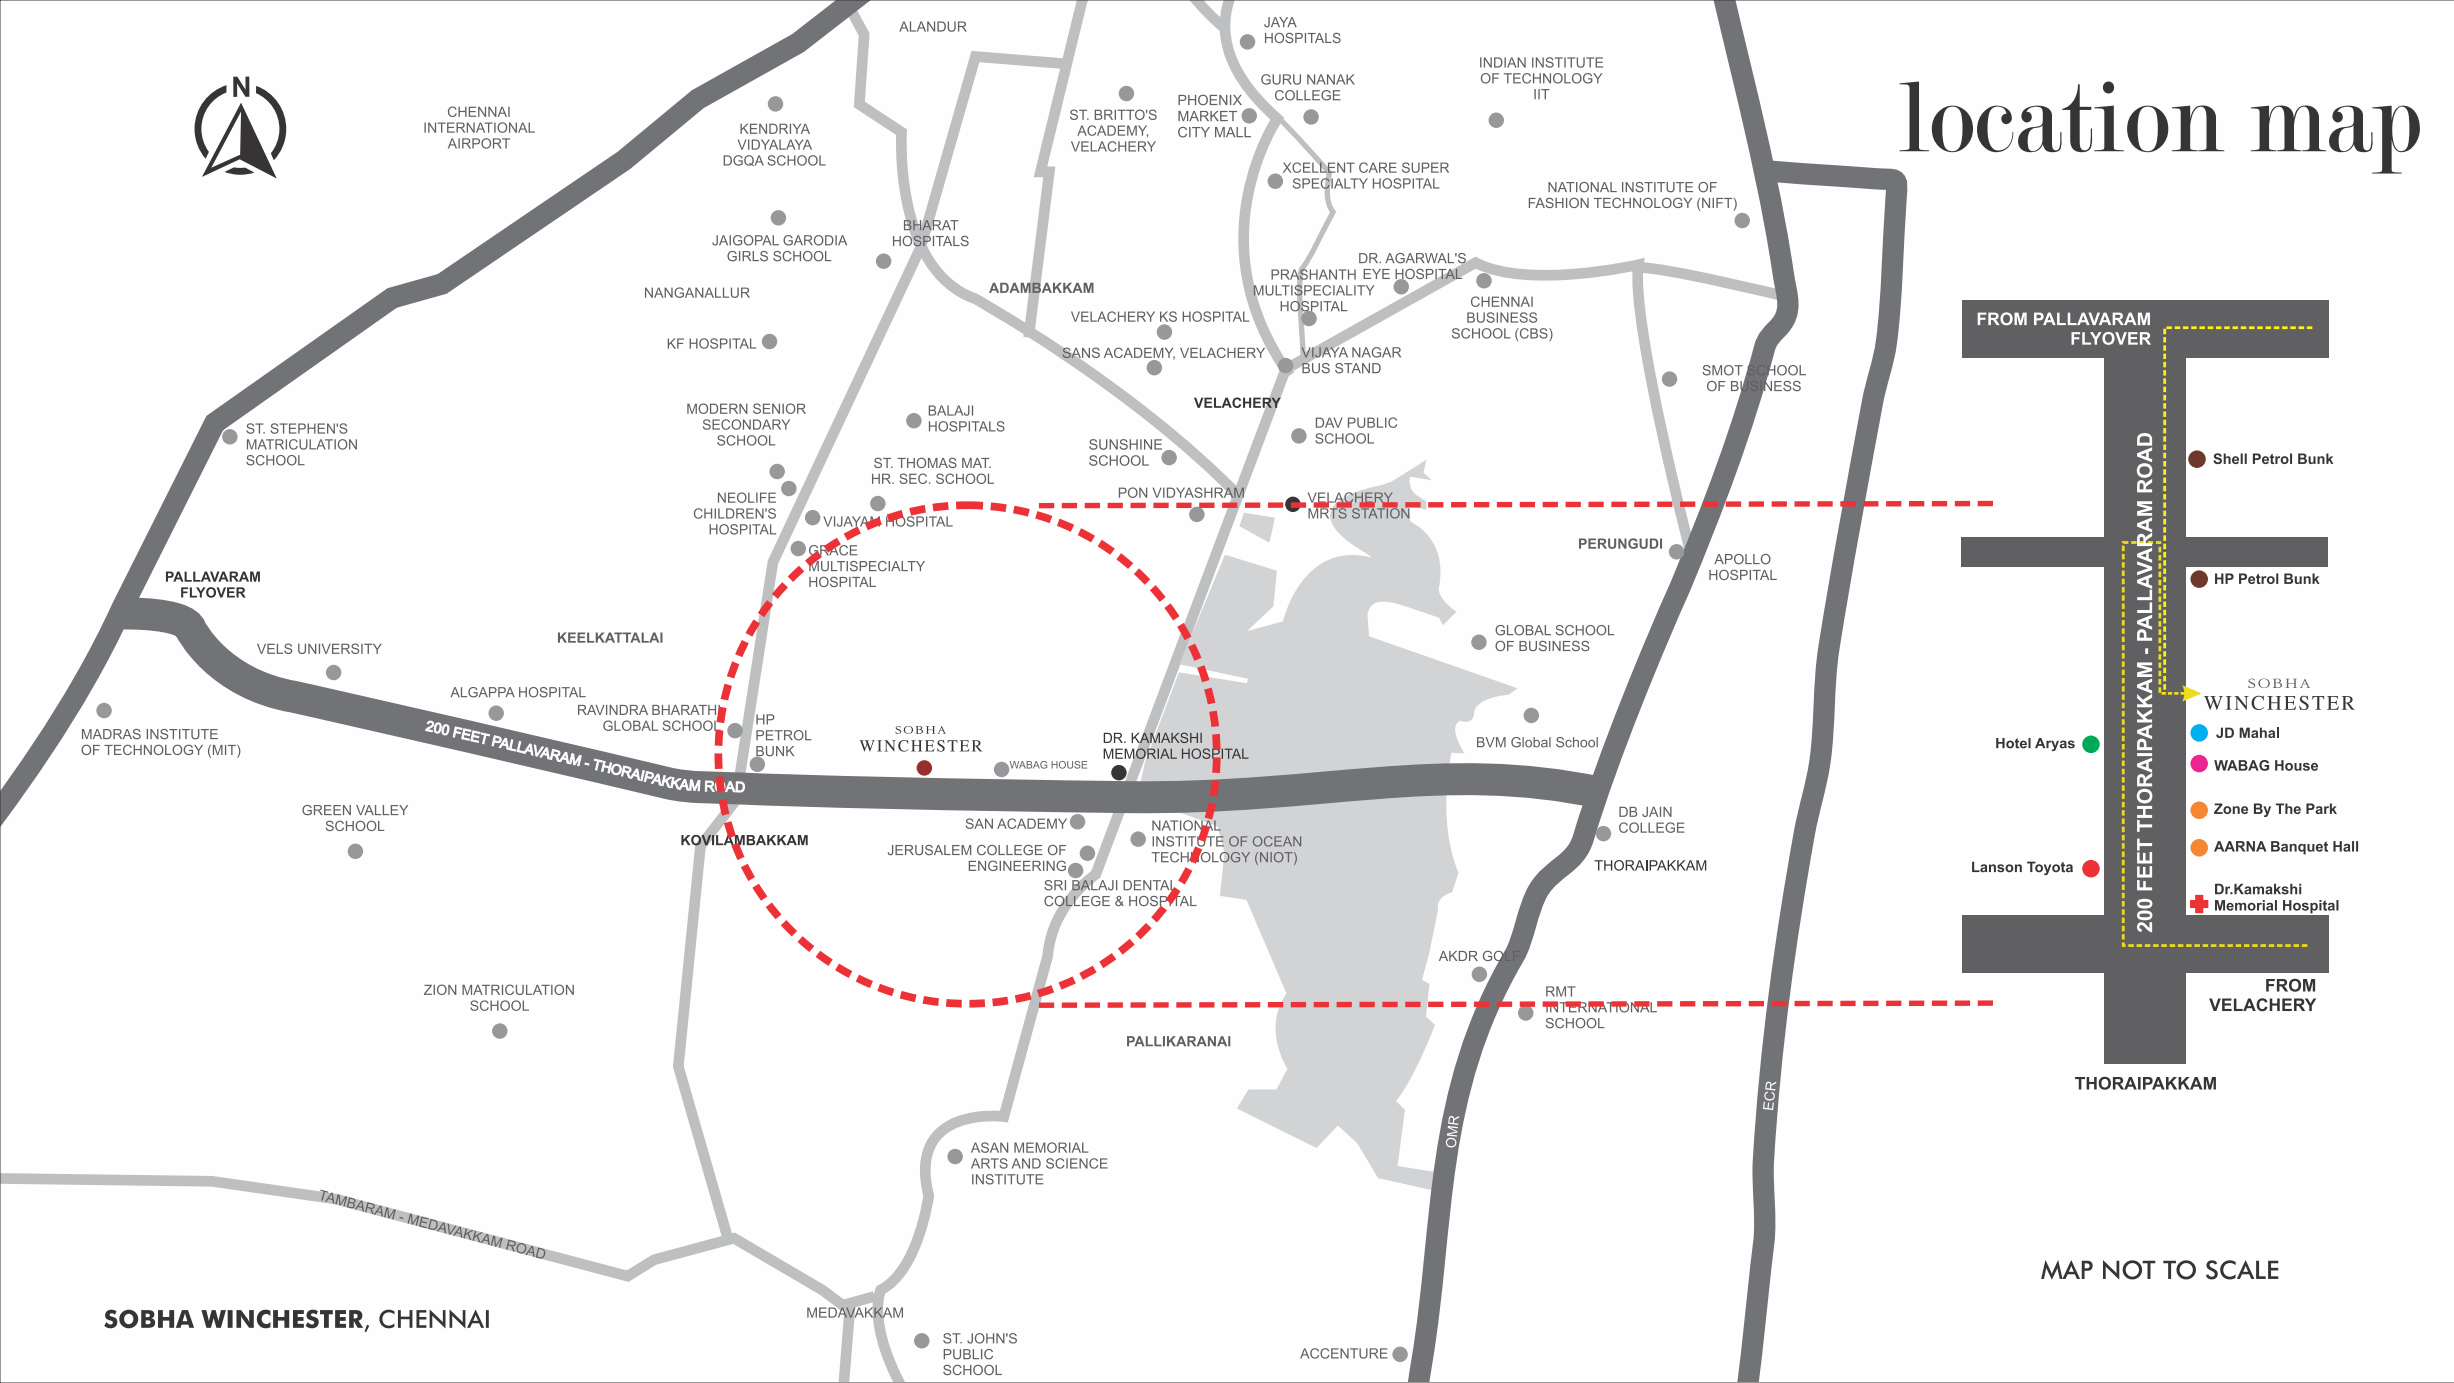 location map
N
ALANDUR
JAYA
HOSPITALS
CHENNAI
INTERNATIONAL
AIRPORT
KENDRIYA
VIDYALAYA
DGQA SCHOOL
ST. BRITTO'S
ACADEMY,
VELACHERY
PHOENIX
MARKET
CITY MALL
GURU NANAK
COLLEGE
INDIAN INSTITUTE
OF TECHNOLOGY
IIT
XCELLENT CARE SUPER
SPECIALTY HOSPITAL
NATIONAL INSTITUTE OF
FASHION TECHNOLOGY (NIFT)
JAIGOPAL GARODIA
GIRLS SCHOOL
BHARAT
HOSPITALS
NANGANALLUR
ADAMBAKKAM
DR. AGARWAL'S
EYE HOSPITAL
PRASHANTH
MULTISPECIALITY
HOSPITAL
CHENNAI
BUSINESS
SCHOOL (CBS)
VELACHERY KS HOSPITAL
KF HOSPITAL
SANS ACADEMY, VELACHERY
VIJAYA NAGAR
BUS STAND
SMOT SCHOOL
OF BUSINESS
VELACHERY
MODERN SENIOR
SECONDARY
SCHOOL
BALAJI
HOSPITALS
DAV PUBLIC
SCHOOL
ST. STEPHEN'S
MATRICULATION
SCHOOL
SUNSHINE
SCHOOL
ST. THOMAS MAT.
HR. SEC. SCHOOL
PON VIDYASHRAM
VELACHERY
MRTS STATION
NEOLIFE
CHILDREN'S
HOSPITAL
VIJAYAM HOSPITAL
GRACE
MULTISPECIALTY
HOSPITAL
PERUNGUDI
APOLLO
HOSPITAL
PALLAVARAM
FLYOVER
KEELKATTALAI
VELS UNIVERSITY
GLOBAL SCHOOL
OF BUSINESS
ALGAPPA HOSPITAL
RAVINDRA BHARATHI
GLOBAL SCHOOL
HP
PETROL
BUNK
SOBHA
WINCHESTER
WABAG HOUSE
DR. KAMAKSHI
MEMORIAL HOSPITAL
BVM Global School
MADRAS INSTITUTE
OF TECHNOLOGY (MIT)
200 FEET PALLAVARAM - THORAIPAKKAM ROAD
GREEN VALLEY
SCHOOL
KOVILAMBAKKAM
SAN ACADEMY
JERUSALEM COLLEGE OF
ENGINEERING
NATIONAL
INSTITUTE OF OCEAN
TECHNOLOGY (NIOT)
SRI BALAJI DENTAL
COLLEGE & HOSPITAL
DB JAIN
COLLEGE
THORAIPAKKAM
AKDR GOLF
RMT
INTERNATIONAL
SCHOOL
ZION MATRICULATION
SCHOOL
PALLIKARANAI
OMR
ECR
ASAN MEMORIAL
ARTS AND SCIENCE
INSTITUTE
TAMBARAM - MEDAVAKKAM ROAD
MEDAVAKKAM
ST. JOHN'S
PUBLIC
SCHOOL
ACCENTURE
SOBHA WINCHESTER, CHENNAI
FROM PALLAVARAM
FLYOVER
200 FEET THORAIPAKKAM - PALLAVARAM ROAD
Shell Petrol Bunk
HP Petrol Bunk
SOBHA
WINCHESTER
JD Mahal
Hotel Aryas
WABAG House
Zone By The Park
AARNA Banquet Hall
Lanson Toyota
Dr.Kamakshi
Memorial Hospital
FROM
VELACHERY
THORAIPAKKAM
MAP NOT TO SCALE